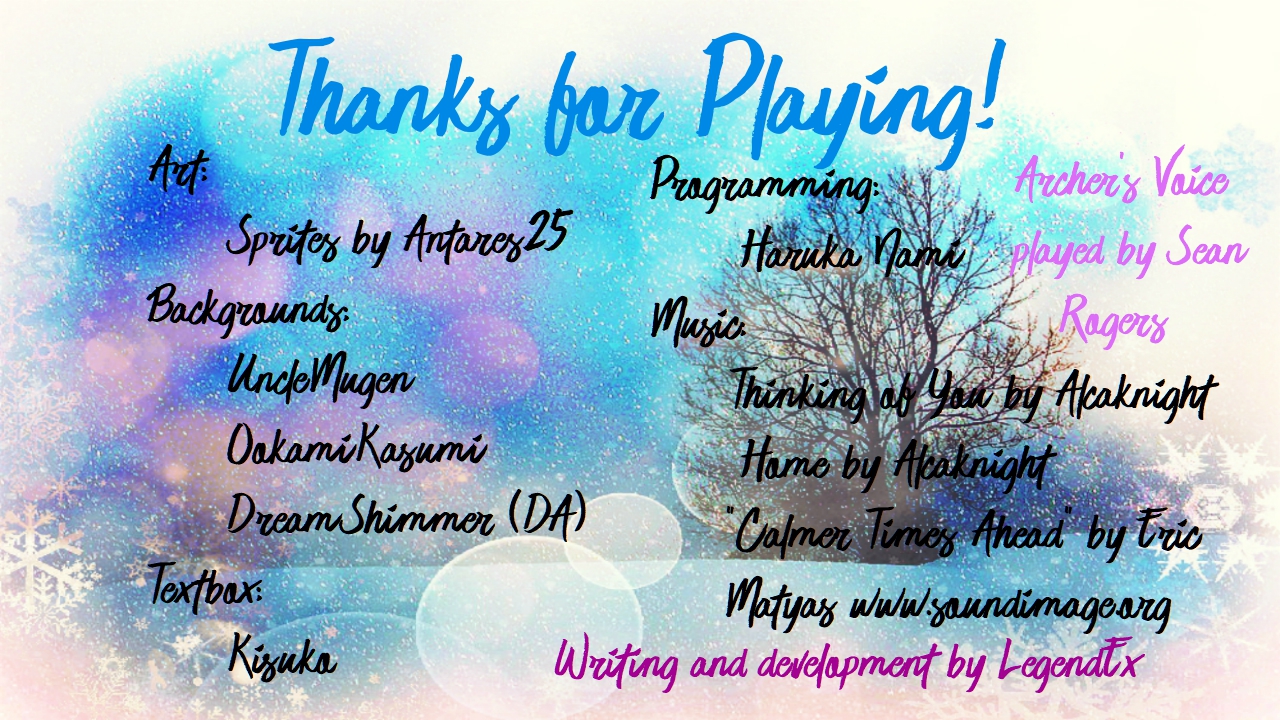 Thanks for Playing!
Art:
Sprites by Antares25
Backgrounds:
UncleMugen
OokamiKasumi
DreamShimmer (DA)
Textbox:
Kisuko
Programming:
Haruka Nami
Music:
Thinking of You by Alcaknight
Home by Alcaknight
"Calmer Times Ahead" by Eric
Matyas www.soundimage.org
Archer's Voice
played by Sean
Rogers
Writing and development by LegendEx